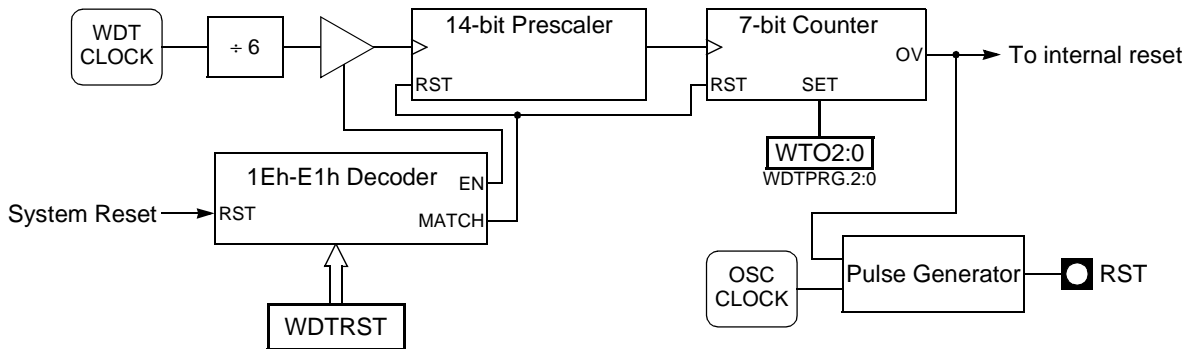 WDT
CLOCK
÷ 6
14-bit Prescaler
RST
7-bit Counter
RST
SET
OV
To internal reset
WTO2:0
WDTPRG.2:0
1Eh-E1h Decoder
EN
RST
MATCH
System Reset
WDTRST
OSC
CLOCK
Pulse Generator
RST